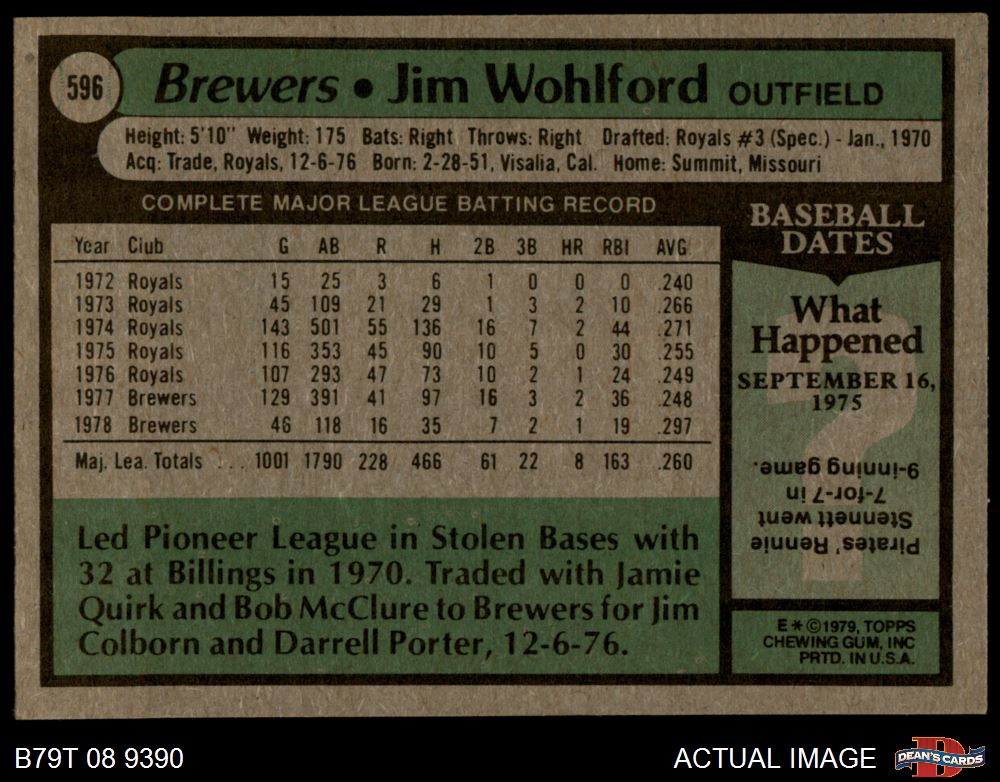 596
Brewers • Jim Wohlford OUTFIELD
Height: 5'10" Weight: 175 Bats: Right Throws: Right Drafted: Royals #3 (Spec.) - Jan., 1970
Acq: Trade, Royals, 12-6-76 Born: 2-28-51, Visalia, Cal. Home: Summit, Missouri
COMPLETE MAJOR LEAGUE BATTING RECORD
Year Club G AB R H 2B 3B HR RBI AVG.
1972 Royals 15 25 3 6 1 0 0 0 .240
1973 Royals 45 109 21 29 1 3 2 10 .266
1974 Royals 143 501 55 136 16 7 2 44 .271
1975 Royals 116 353 45 90 10 5 0 30 .255
1976 Royals 107 293 47 73 10 2 1 24 .249
1977 Brewers 129 391 41 97 16 3 2 36 .248
1978 Brewers 46 118 16 35 7 2 1 19 .297
Maj. Lea. Totals . . . 1001 1790 228 466 61 22 8 163 .260
Led Pioneer League in Stolen Bases with
32 at Billings in 1970. Traded with Jamie
Quirk and Bob McClure to Brewers for Jim
Colborn and Darrell Porter, 12-6-76.
BASEBALL
DATES
What
Happened
SEPTEMBER 16,
1975
?
Pirates' Rennie
Stennett went
7-for-7 in
9-inning game.
E * © 1979, TOPPS
CHEWING GUM, INC
PRTD. IN U.S.A.
B79T 08 9390
ACTUAL IMAGE
D
DEAN'S CARDS